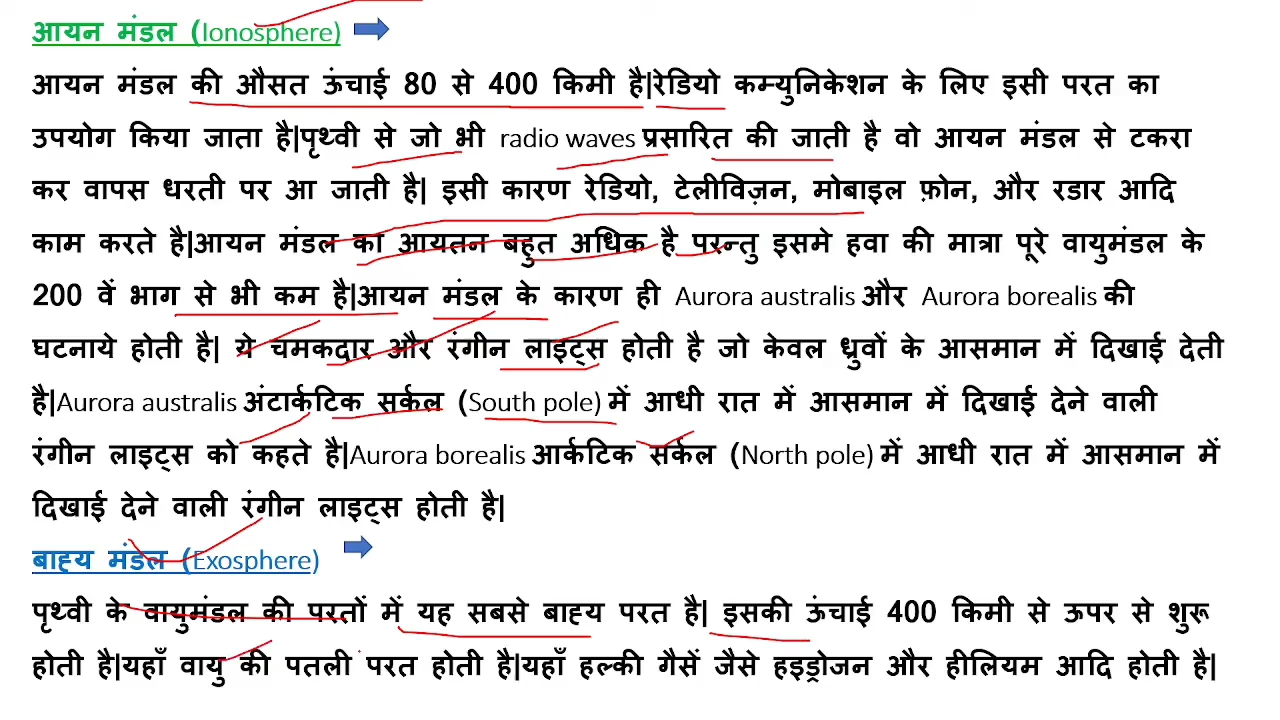 आयन मंडल (Ionosphere)
आयन मंडल की औसत ऊंचाई 80 से 400 किमी है|रेडियो कम्युनिकेशन के लिए इसी परत का
उपयोग किया जाता है|पृथ्वी से जो भी radio waves प्रसारित की जाती है वो आयन मंडल से टकरा
कर वापस धरती पर आ जाती है| इसी कारण रेडियो, टेलीविज़न, मोबाइल फ़ोन, और रडार आदि
काम करते है|आयन मंडल का आयतन बहुत अधिक है परन्तु इसमे हवा की मात्रा पूरे वायुमंडल के
200 वें भाग से भी कम है|आयन मंडल के कारण ही Aurora australis और Aurora borealis की
घटनाये होती है| ये चमकदार और रंगीन लाइट्स होती है जो केवल ध्रुवों के आसमान में दिखाई देती
है|Aurora australis अंटार्कटिक सर्कल (South pole) में आधी रात में आसमान में दिखाई देने वाली
रंगीन लाइट्स को कहते है|Aurora borealis आर्कटिक सर्कल (North pole) में आधी रात में आसमान में
दिखाई देने वाली रंगीन लाइट्स होती है|
बाह्य मंडल (Exosphere)
पृथ्वी के वायुमंडल की परतों में यह सबसे बाह्य परत है| इसकी ऊंचाई 400 किमी से ऊपर से शुरू
होती है|यहाँ वायु की पतली परत होती है|यहाँ हल्की गैसें जैसे हइड्रोजन और हीलियम आदि होती है|